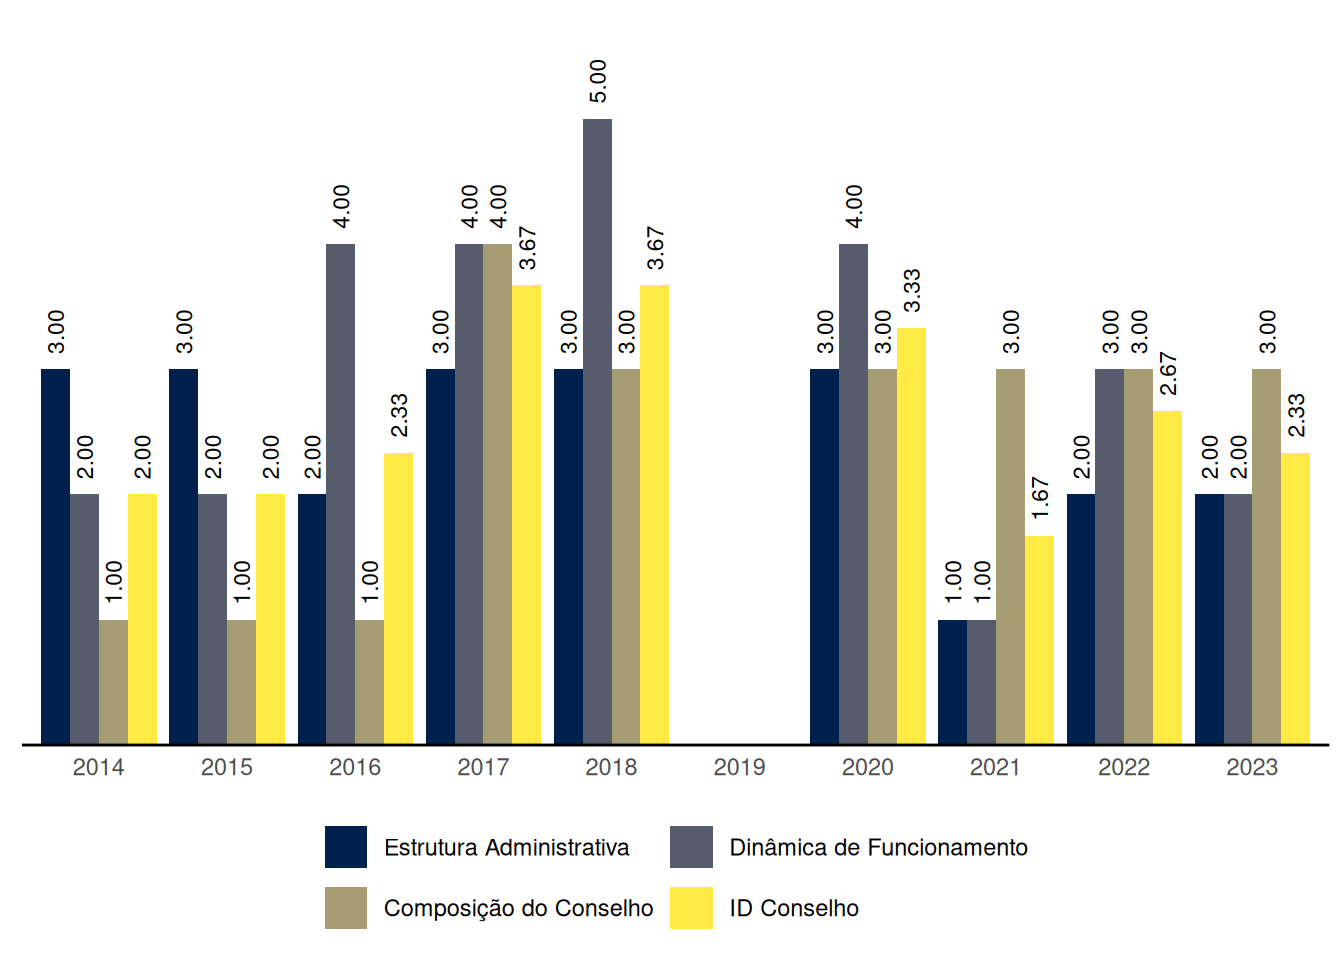 5.00
4.00 4.00 4.00 4.00
3.67 3.67
3.33
3.00 3.00 3.00 3.00 3.00 3.00 3.00 3.00 3.00 3.00 3.00
2.67
2.33 2.33
2.00 2.00 2.00 2.00 2.00 2.00 2.00 2.00
1.67
1.00 1.00 1.00 1.00 1.00
2014 2015 2016 2017 2018 2019 2020 2021 2022 2023
Estrutura Administrativa Dinâmica de Funcionamento
Composição do Conselho ID Conselho